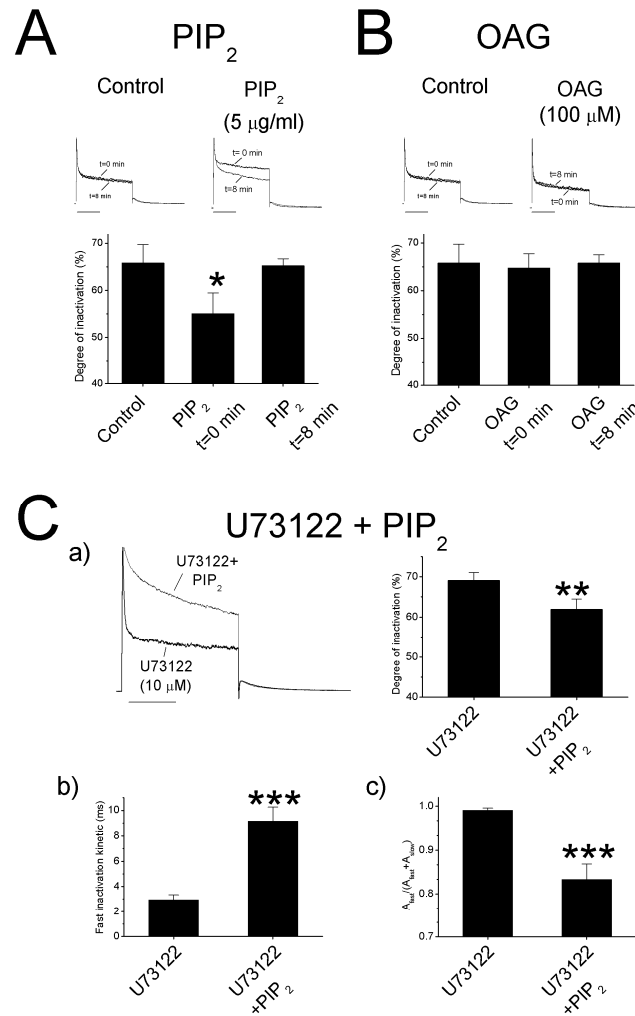 A
PIP2
Control
PIP2
(5 μg/ml)
t=0 min
t=8 min
t= 0 min
t=8 min
Degree of inactivation (%)
70
60
50
40
*
Control
PIP2 t=0 min
PIP2 t=8 min
B
OAG
Control
OAG
(100 μM)
t=0 min
t=8 min
t=8 min
t=0 min
Degree of inactivation (%)
70
60
50
40
Control
OAG t=0 min
OAG t=8 min
C
U73122 + PIP2
a)
U73122+
PIP2
U73122
(10 μM)
Degree of inactivation (%)
70
60
50
40
**
U73122
U73122
+PIP2
b)
Fast inactivation kinetic (ms)
10
8
6
4
2
0
***
U73122
U73122
+PIP2
c)
Afast/(Afast+Aslow)
1.0
0.9
0.8
0.7
***
U73122
U73122
+PIP2